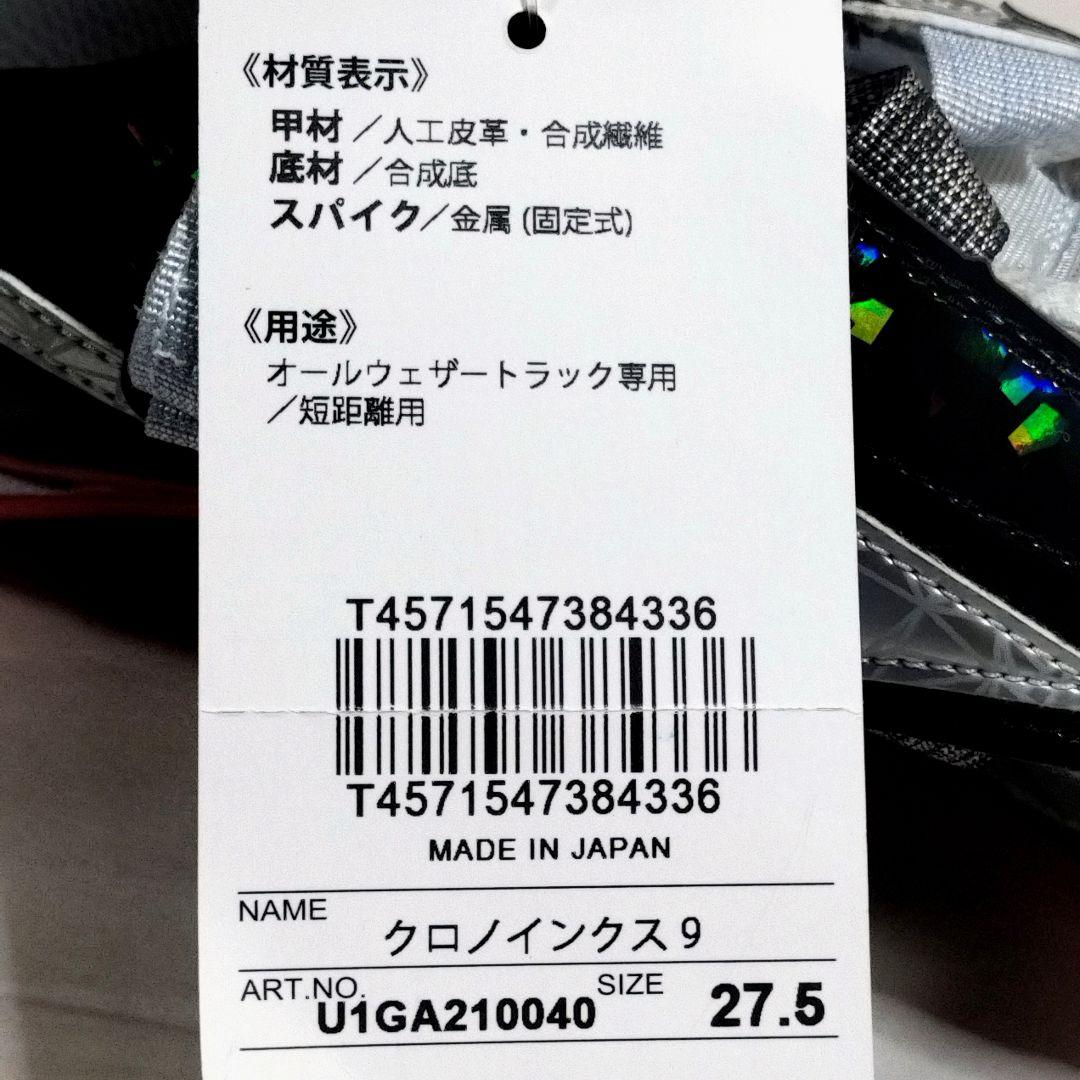 《材質表示》
甲材／人工皮革・合成繊維
底材／合成底
スパイク／金属(固定式)
《用途》
オールウェザートラック専用
／短距離用
T4571547384336
T4571547384336
MADE IN JAPAN
NAME
クロノインクス9
ART.NO. U1GA210040 SIZE 27.5